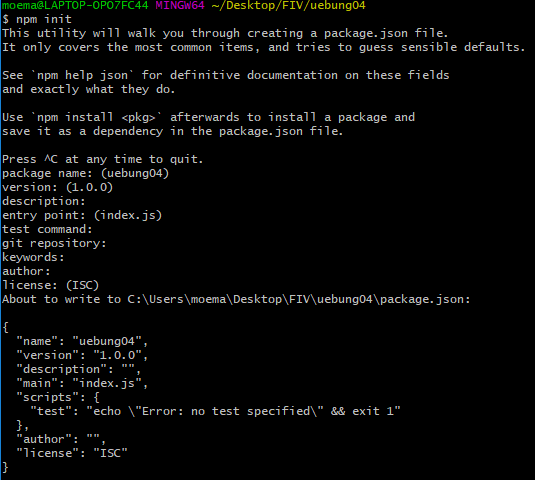 moema@LAPTOP-OPO7FC44 MINGW64 ~/Desktop/FIV/uebung04
$ npm init
This utility will walk you through creating a package.json file.
It only covers the most common items, and tries to guess sensible defaults.

See `npm help json` for definitive documentation on these fields
and exactly what they do.

Use `npm install <pkg>` afterwards to install a package and
save it as a dependency in the package.json file.

Press ^C at any time to quit.
package name: (uebung04)
version: (1.0.0)
description:
entry point: (index.js)
test command:
git repository:
keywords:
author:
license: (ISC)
About to write to C:\Users\moema\Desktop\FIV\uebung04\package.json:

{
  "name": "uebung04",
  "version": "1.0.0",
  "description": "",
  "main": "index.js",
  "scripts": {
    "test": "echo \"Error: no test specified\" && exit 1"
  },
  "author": "",
  "license": "ISC"
}